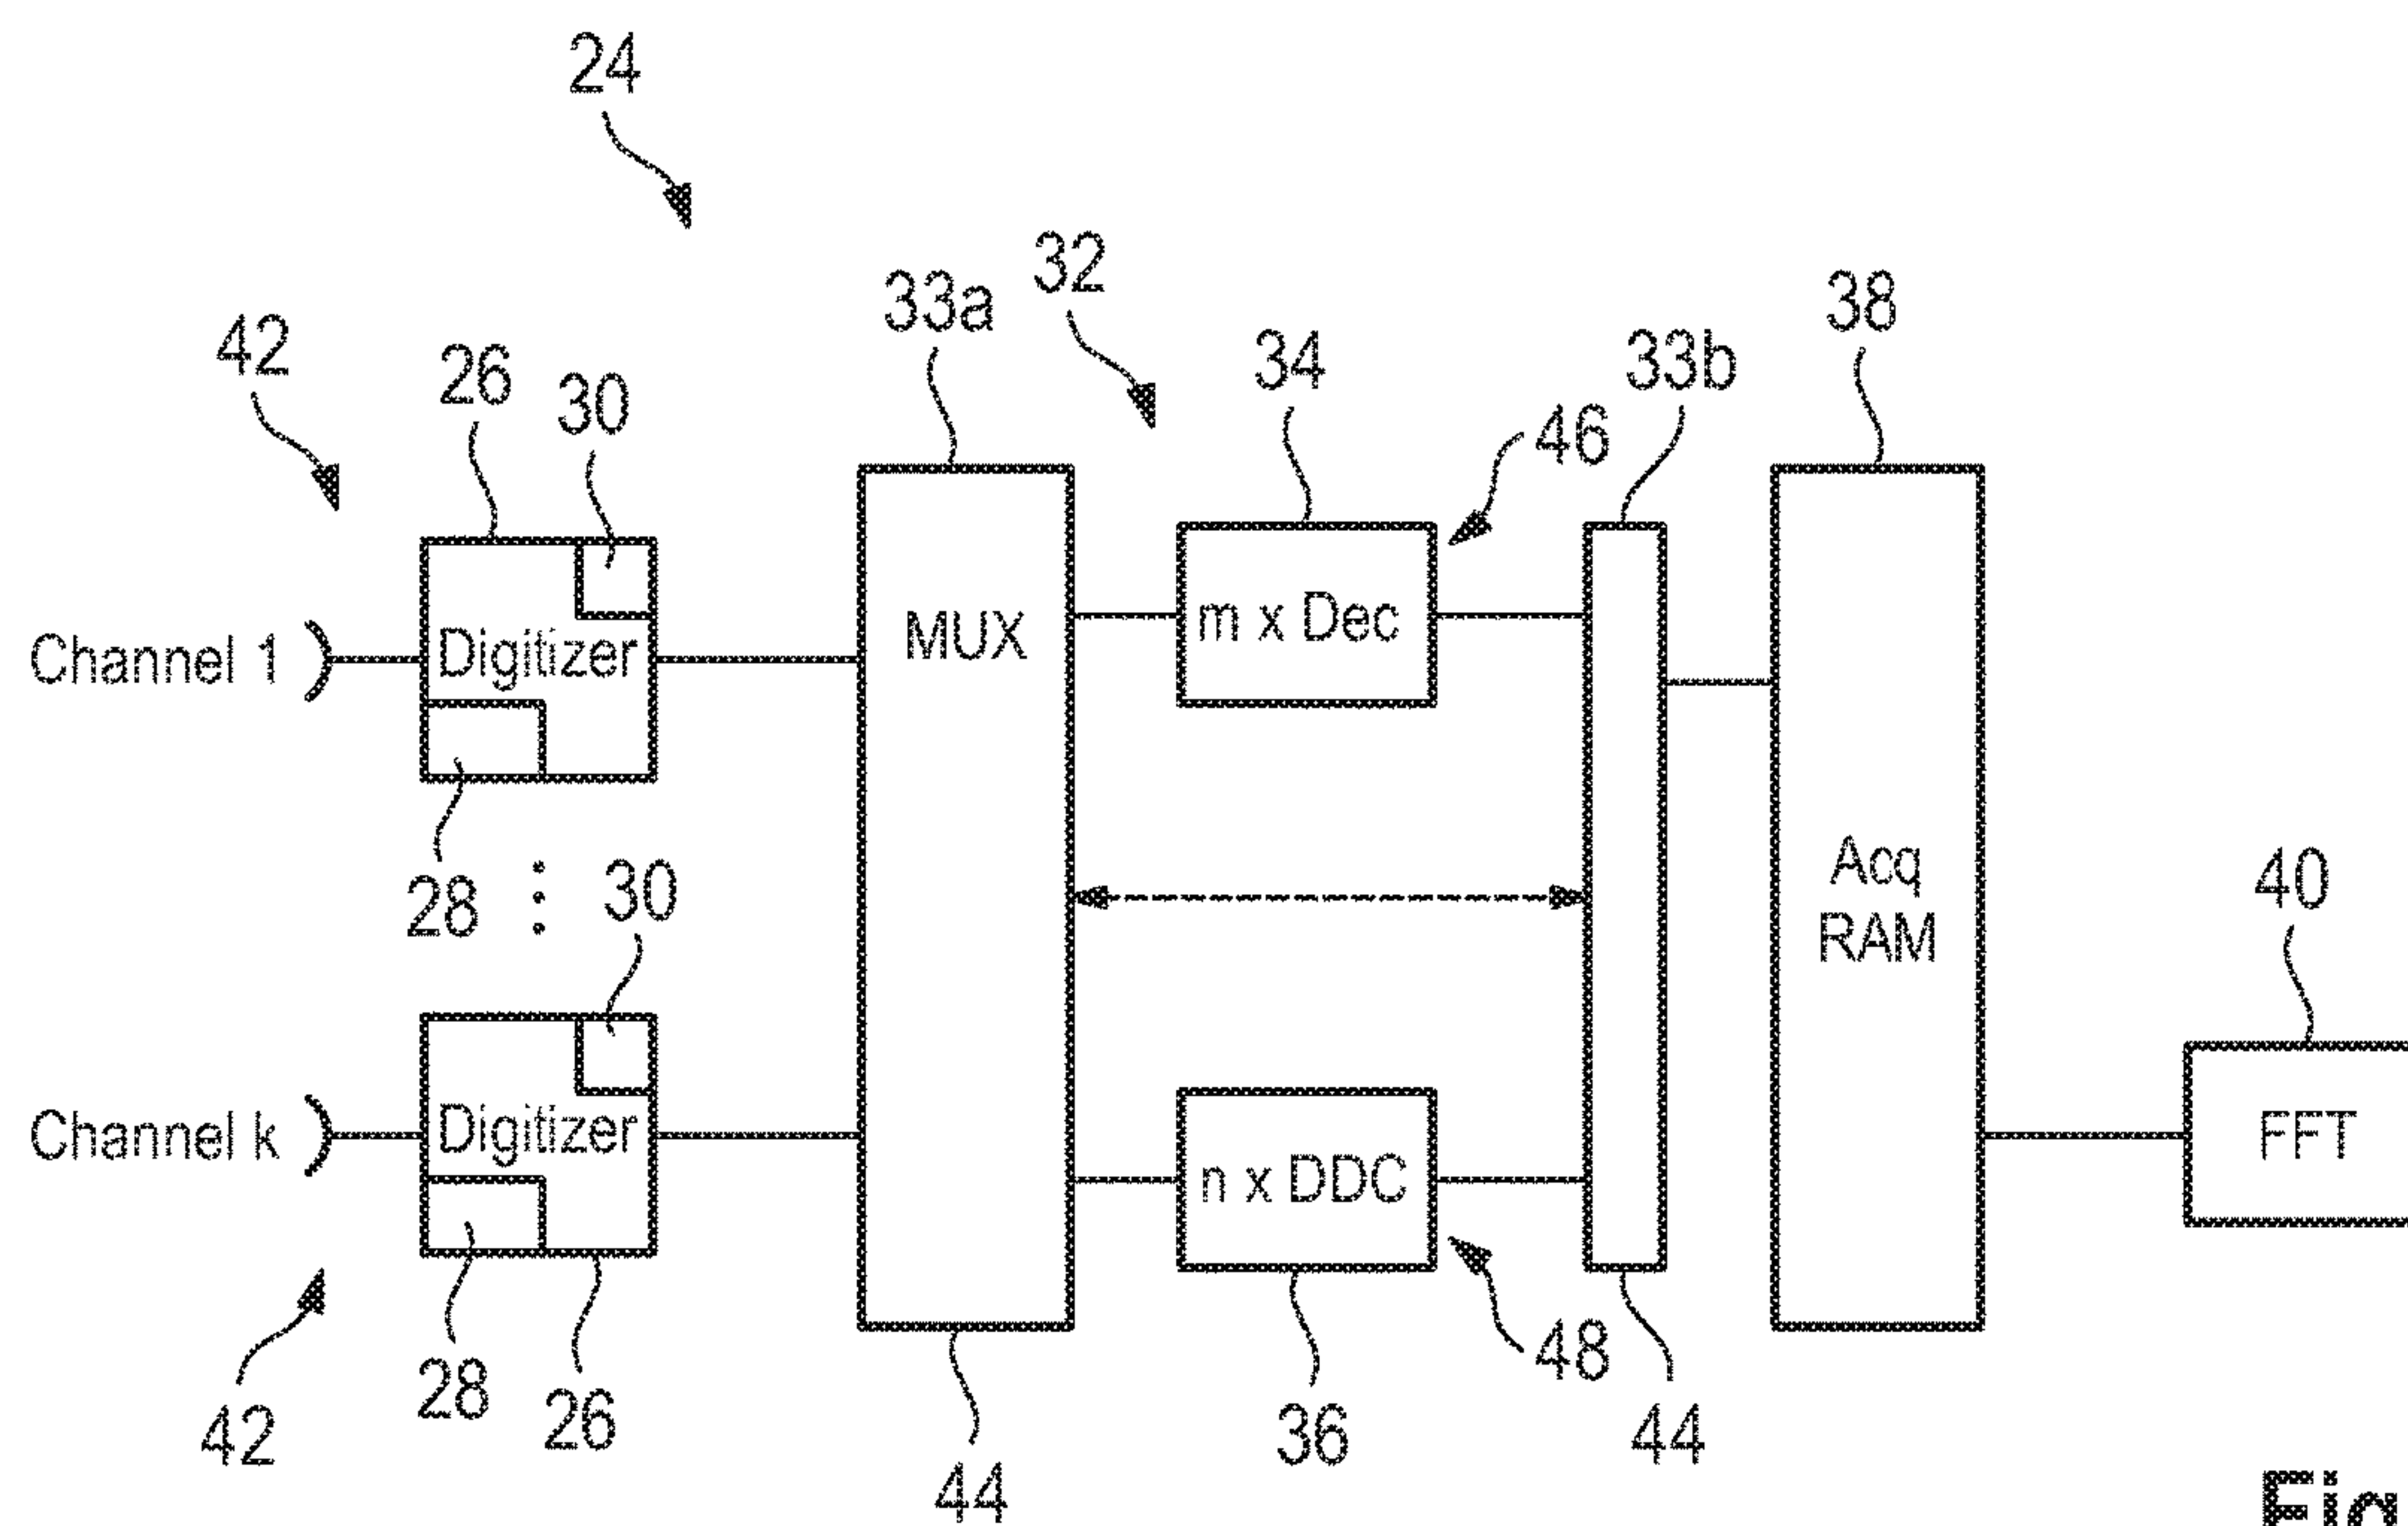 24
33a
32
38
42
26
30
34
33b
46
Channel 1
Digitizer
MUX
m x Dec
28
30
Acq
RAM
40
Channel k
Digitizer
n x DDC
FFT
42
28
26
44
36
48
44
Fig